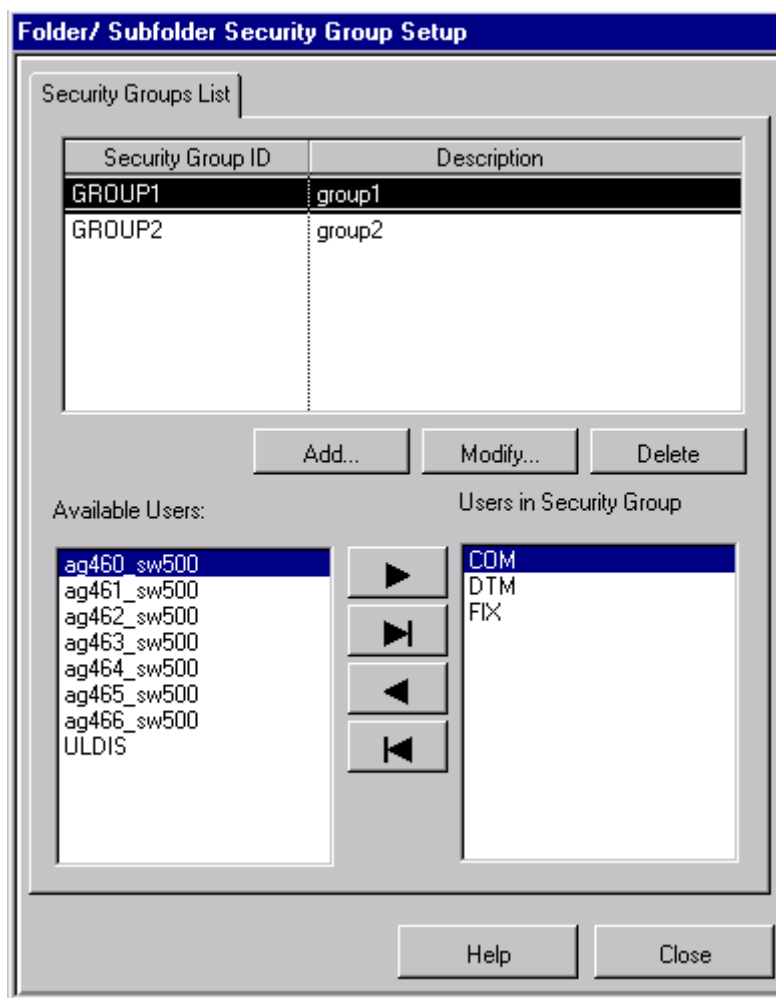 Folder/ Subfolder Security Group Setup
Security Groups List
Security Group ID Description
GROUP1 group1
GROUP2 group2
Add... Modify... Delete
Available Users:
ag460_sw500
ag461_sw500
ag462_sw500
ag463_sw500
ag464_sw500
ag465_sw500
ag466_sw500
ULDIS
Users in Security Group
COM
DTM
FIX
Help Close